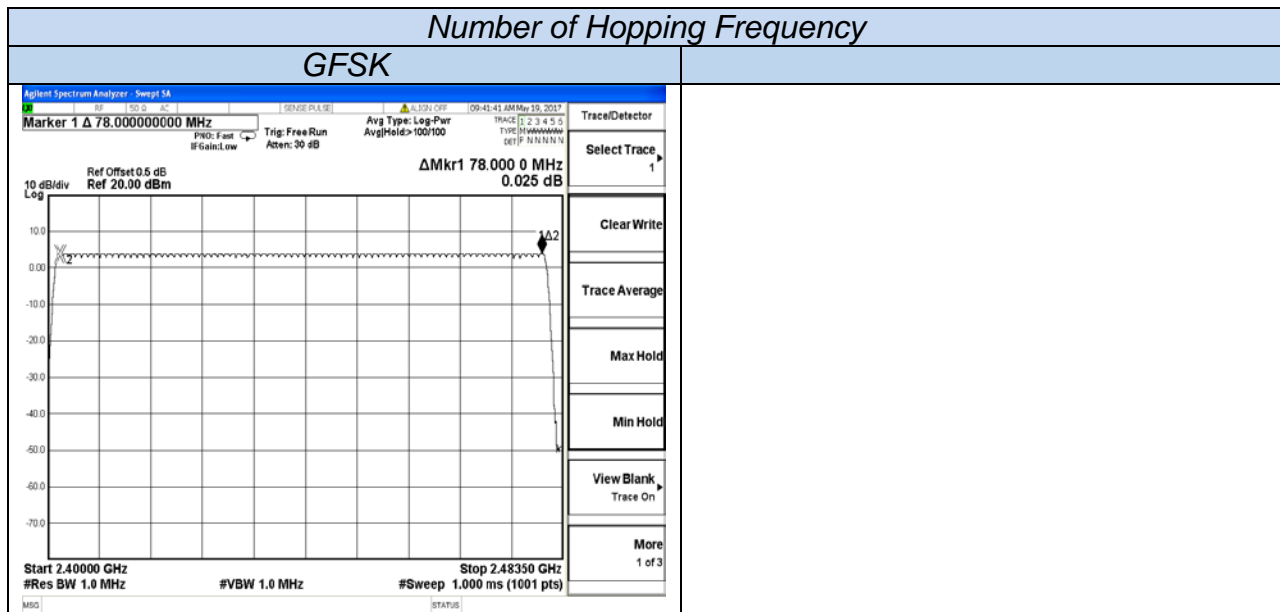 Number of Hopping Frequency
GFSK
Agilent Spectrum Analyzer - Swept SA
RF 50 Ω AC SENSE:PULSE ALIGN OFF 09:41:41 AM May 19, 2017
Marker 1 Δ 78.000000000 MHz
PNO: Fast
IFGain:Low
Trig: Free Run
Atten: 30 dB
Avg Type: Log-Pwr
Avg|Hold:>100/100
TRACE 1 2 3 4 5 6
TYPE M WWWWW
DET P N N N N N
ΔMkr1 78.000 0 MHz
0.025 dB
Ref Offset 0.5 dB
10 dB/div Ref 20.00 dBm
Log
10.0
0.00
-10.0
-20.0
-30.0
-40.0
-50.0
-60.0
-70.0
2
1Δ2
Start 2.40000 GHz Stop 2.48350 GHz
#Res BW 1.0 MHz #VBW 1.0 MHz #Sweep 1.000 ms (1001 pts)
MSG STATUS
Trace/Detector
Select Trace
1
Clear Write
Trace Average
Max Hold
Min Hold
View Blank
Trace On
More
1 of 3